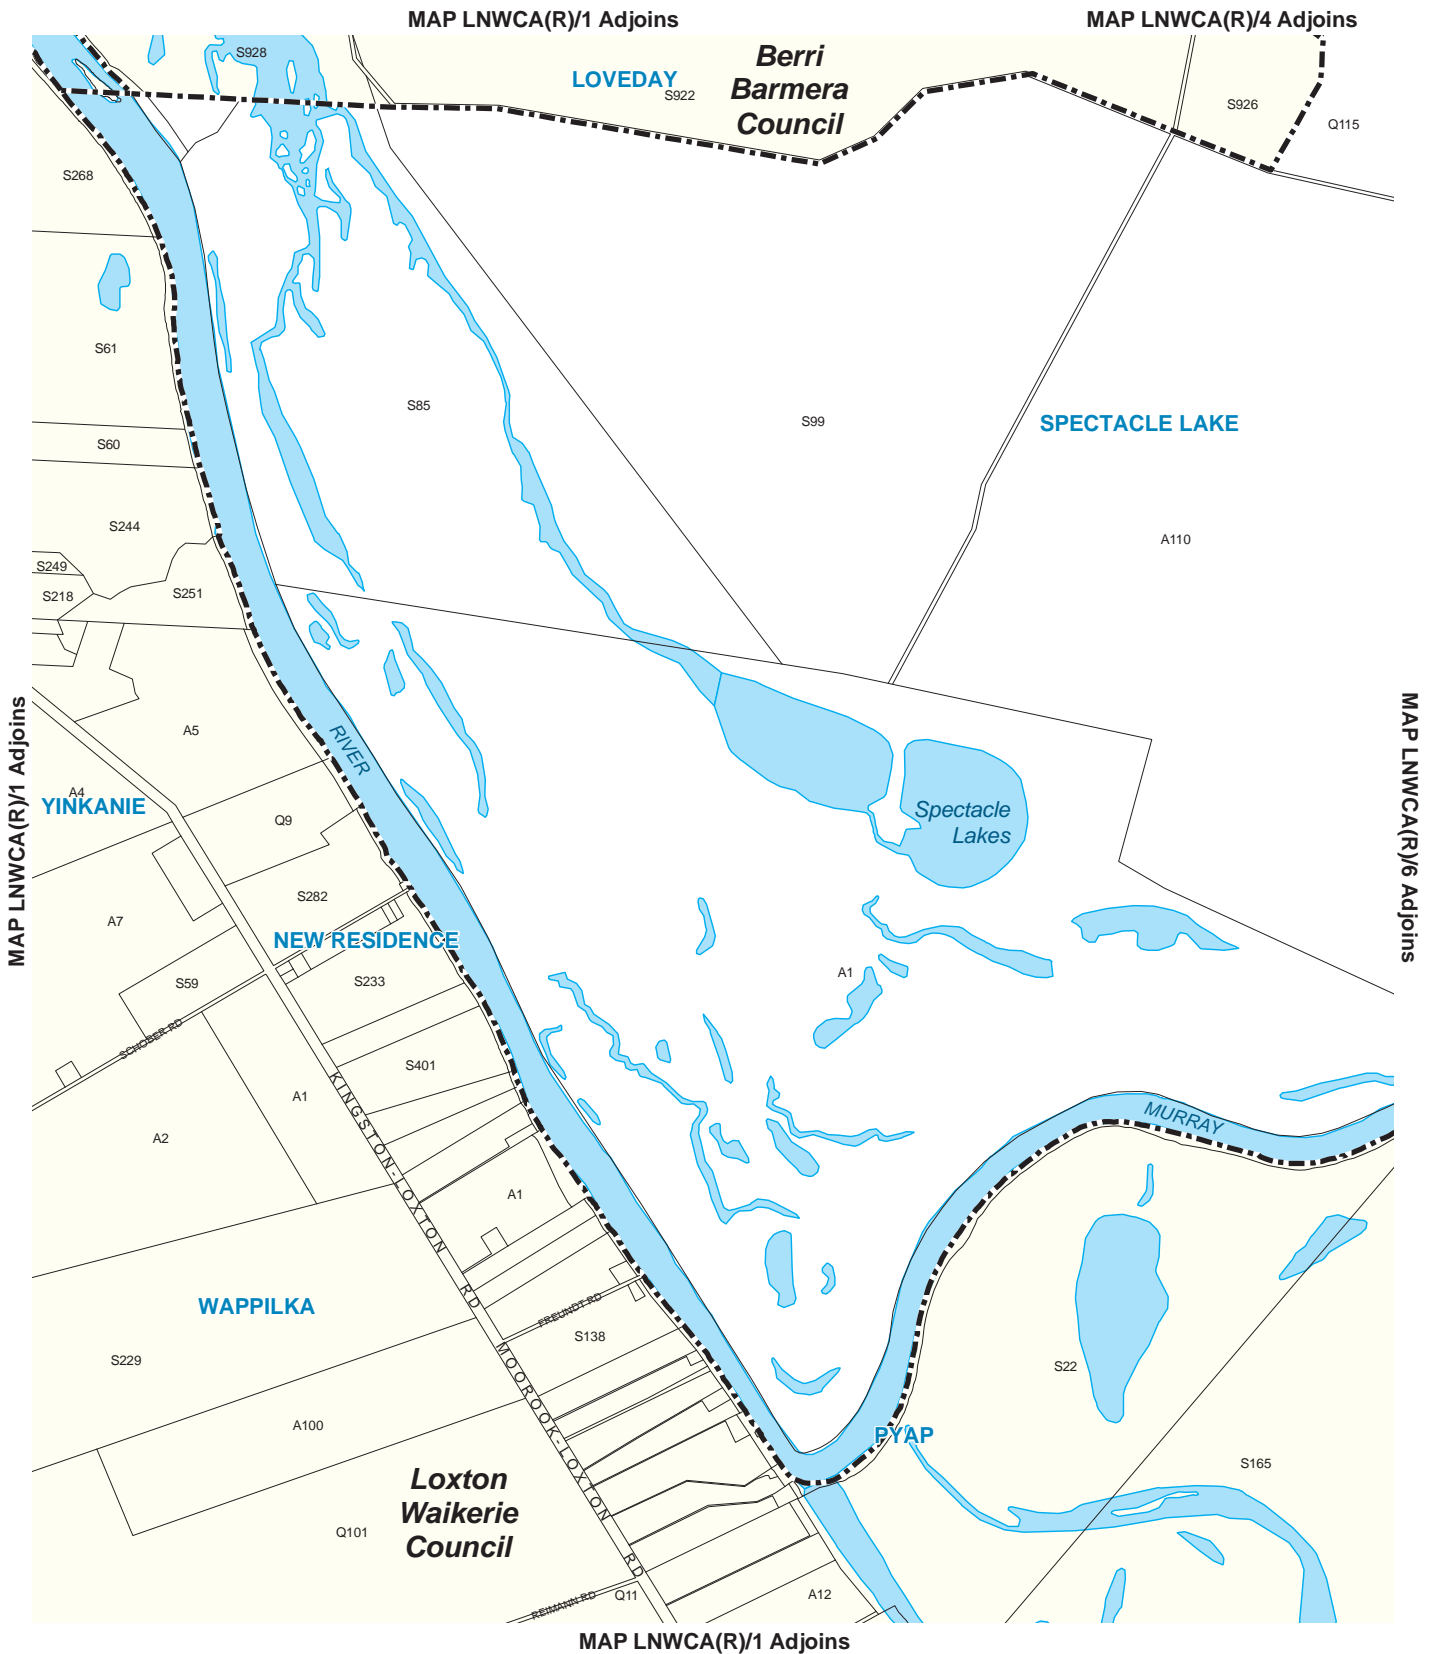 MAP LNWCA(R)/1 Adjoins
MAP LNWCA(R)/4 Adjoins
S928
LOVEDAY
S922
Berri
Barmera
Council
S926
Q115
S268
S61
S85
S99
SPECTACLE LAKE
S60
S244
A110
S249
S218
S251
MAP LNWCA(R)/1 Adjoins
MAP LNWCA(R)/6 Adjoins
A5
RIVER
A4
YINKANIE
Q9
Spectacle
Lakes
S282
A7
NEW RESIDENCE
S59
S233
A1
SCHOBER RD
S401
A1
KINGSTON-LOXTON RD
MURRAY
A2
A1
WAPPILKA
FREUNDT RD
S138
S229
S22
MOOROOK-LOXTON RD
A100
PYAP
S165
Loxton
Waikerie
Council
Q101
REIMANN RD
Q11
A12
MAP LNWCA(R)/1 Adjoins